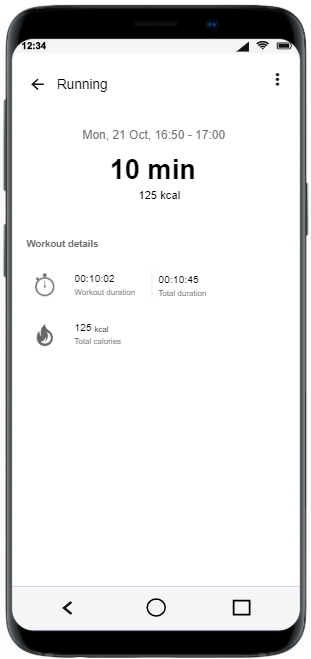 12:34
Running
Mon, 21 Oct, 16:50 - 17:00
10 min
125 kcal
Workout details
00:10:02 00:10:45
Workout duration Total duration
125 kcal
Total calories